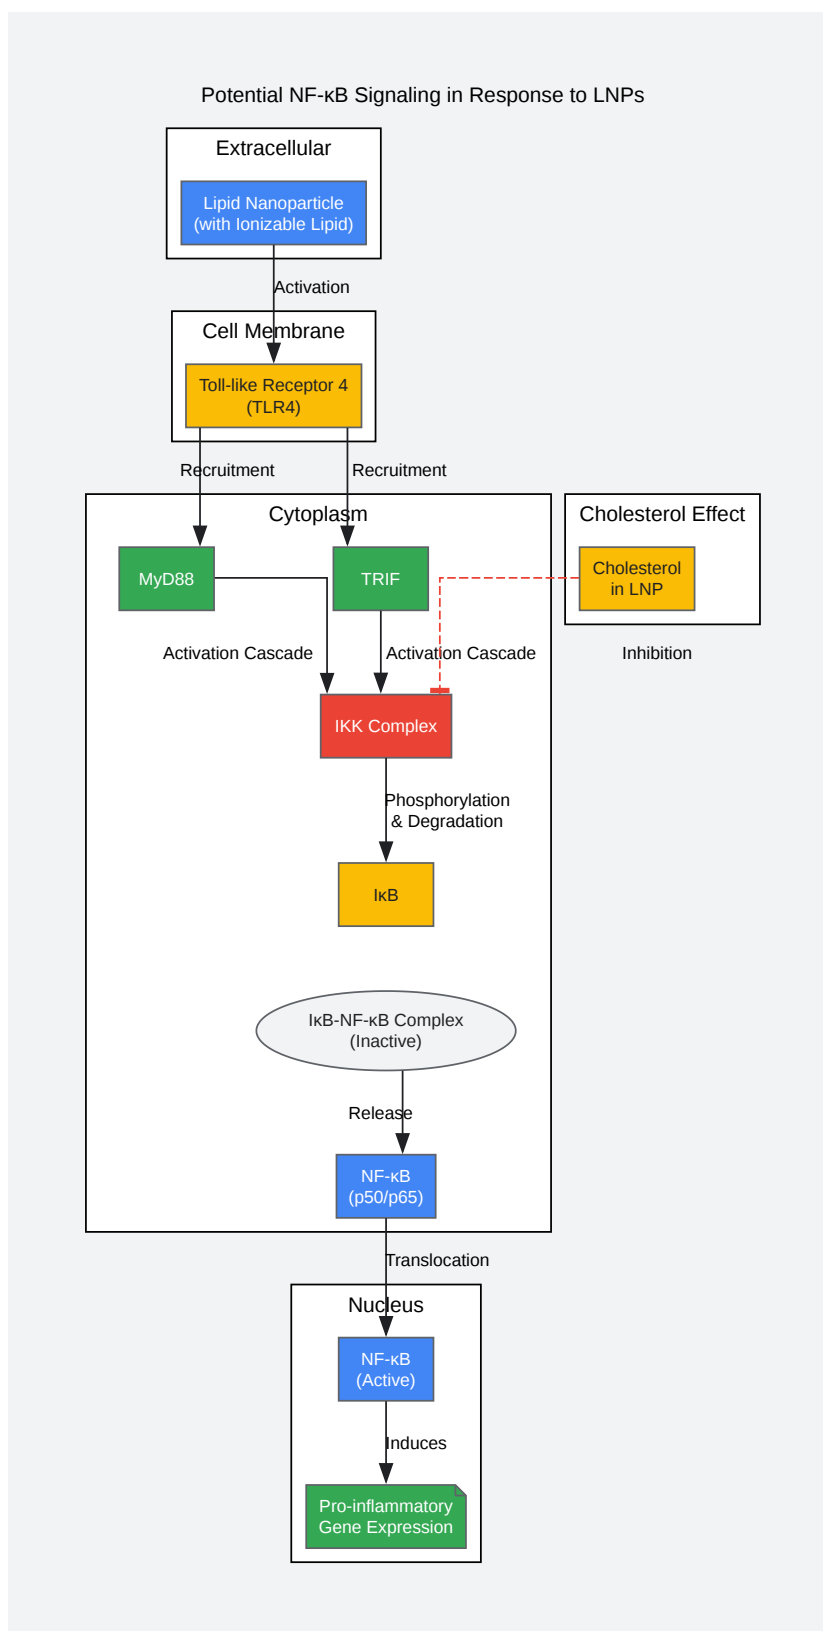 Potential NF-κB Signaling in Response to LNPs
Extracellular
Lipid Nanoparticle
(with Ionizable Lipid)
Activation
Cell Membrane
Toll-like Receptor 4
(TLR4)
Recruitment
Recruitment
Cytoplasm
Cholesterol Effect
MyD88
TRIF
Cholesterol
in LNP
Activation Cascade
Activation Cascade
Inhibition
IKK Complex
Phosphorylation
& Degradation
IκB
IκB-NF-κB Complex
(Inactive)
Release
NF-κB
(p50/p65)
Translocation
Nucleus
NF-κB
(Active)
Induces
Pro-inflammatory
Gene Expression